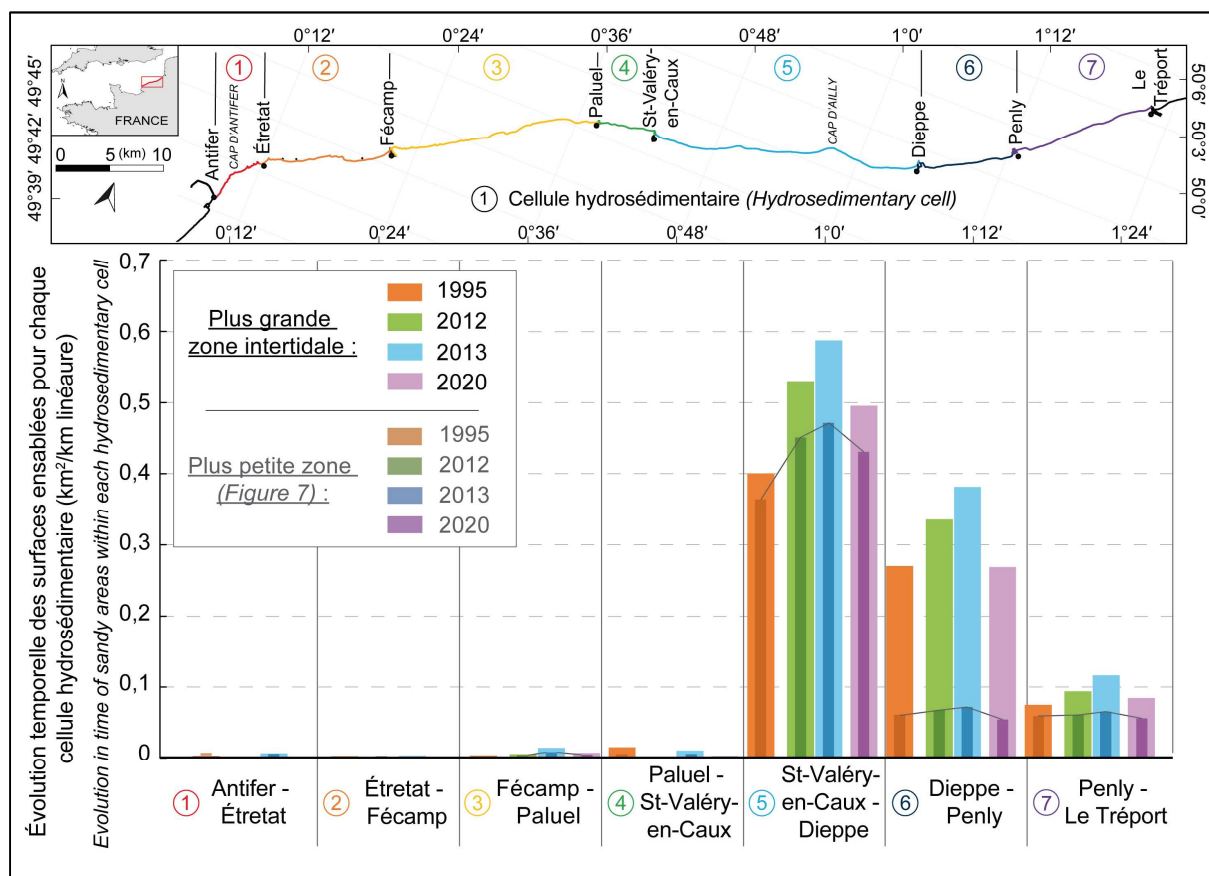 0°12′ 0°24′ 0°36′ 0°48′ 1°0′ 1°12′
49°45′
49°42′
49°39′
N
FRANCE
0 5 (km) 10
1 2 3 4 5 6 7
Antifer
CAP D'ANTIFER
Étretat
Fécamp
Paluel
St-Valéry-
en-Caux
CAP D'AILLY
Dieppe
Penly
Le
Tréport
50°6′
50°3′
50°0′
1 Cellule hydrosédimentaire (Hydrosedimentary cell)
0°12′ 0°24′ 0°36′ 0°48′ 1°0′ 1°12′ 1°24′
Évolution temporelle des surfaces ensablées pour chaque
cellule hydrosédimentaire (km²/km linéaure)
Evolution in time of sandy areas within each hydrosedimentary cell
0,7
0,6
0,5
0,4
0,3
0,2
0,1
0
Plus grande
zone intertidale :
1995
2012
2013
2020
Plus petite zone
(Figure 7) :
1995
2012
2013
2020
1 Antifer -
Étretat
2 Étretat -
Fécamp
3 Fécamp -
Paluel
4 Paluel -
St-Valéry-
en-Caux
5 St-Valéry-
en-Caux -
Dieppe
6 Dieppe -
Penly
7 Penly -
Le Tréport